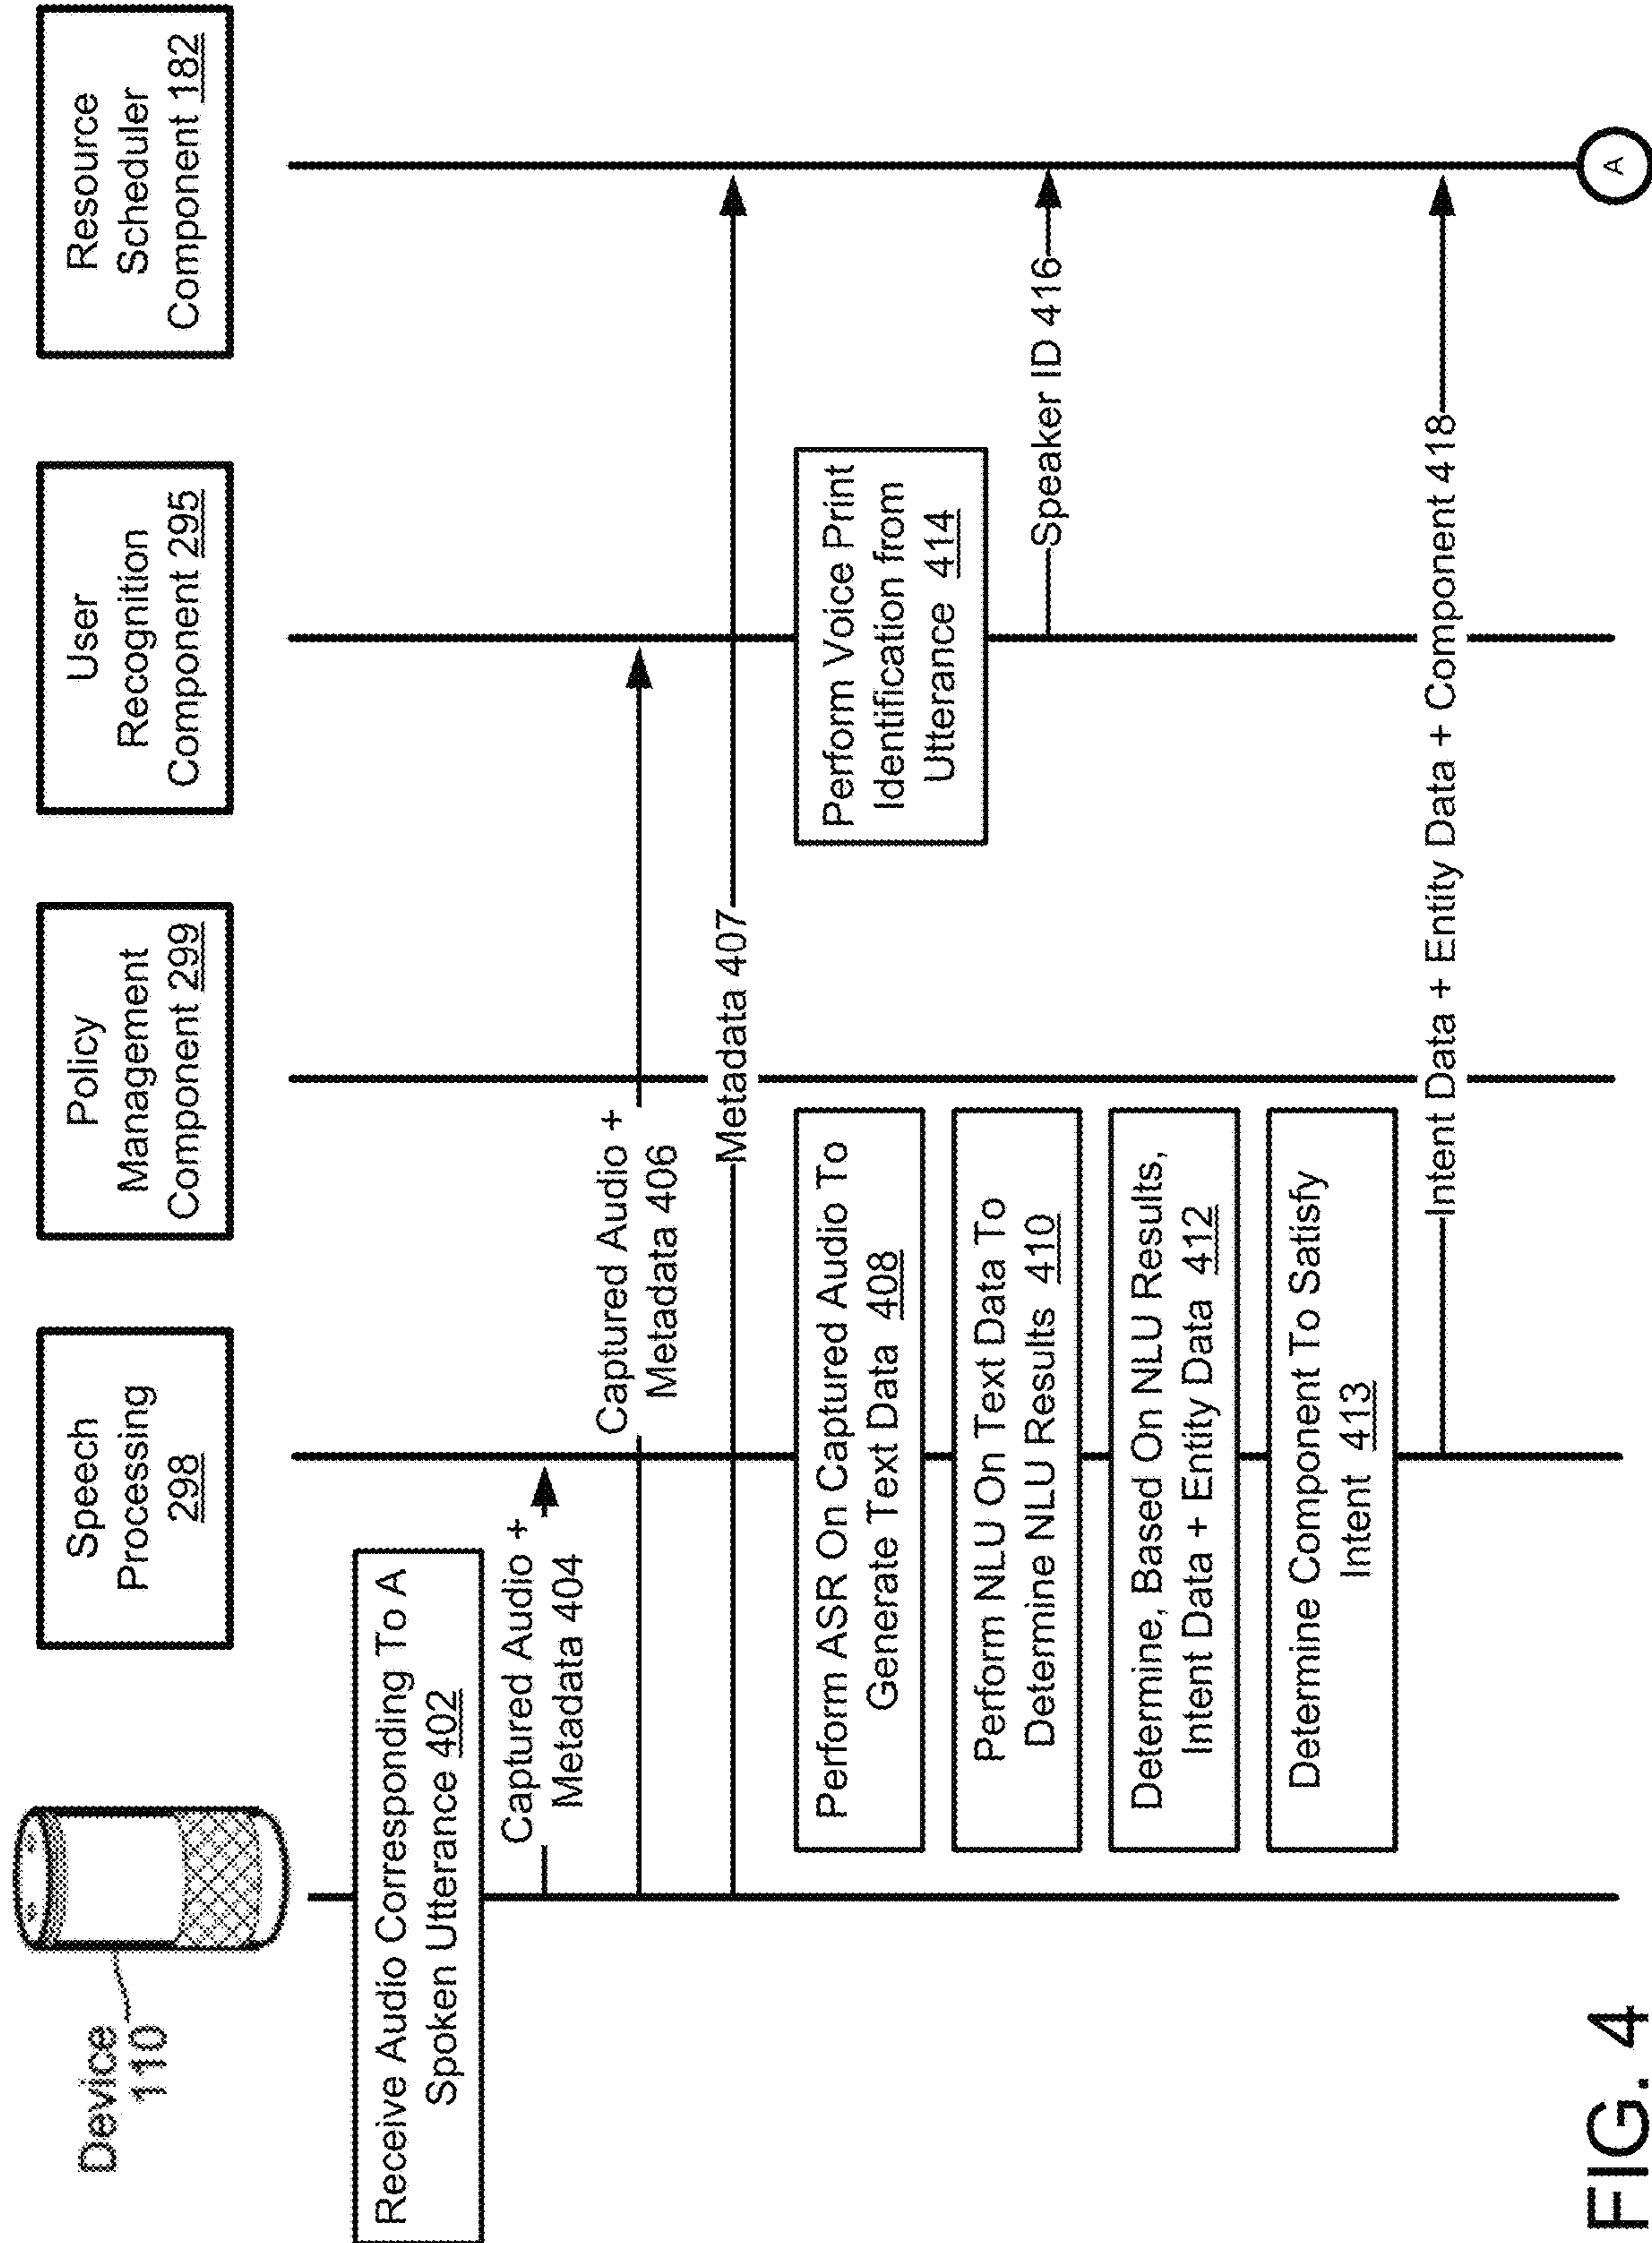 Device
110
Speech
Processing
298
Policy
Management
Component 299
User
Recognition
Component 295
Resource
Scheduler
Component 182
Receive Audio Corresponding To A
Spoken Utterance 402
Captured Audio +
Metadata 404
Captured Audio +
Metadata 406
Metadata 407
Perform ASR On Captured Audio To
Generate Text Data 408
Perform Voice Print
Identification from
Utterance 414
Perform NLU On Text Data To
Determine NLU Results 410
Speaker ID 416
Determine, Based On NLU Results,
Intent Data + Entity Data 412
Determine Component To Satisfy
Intent 413
Intent Data + Entity Data + Component 418
A
FIG. 4